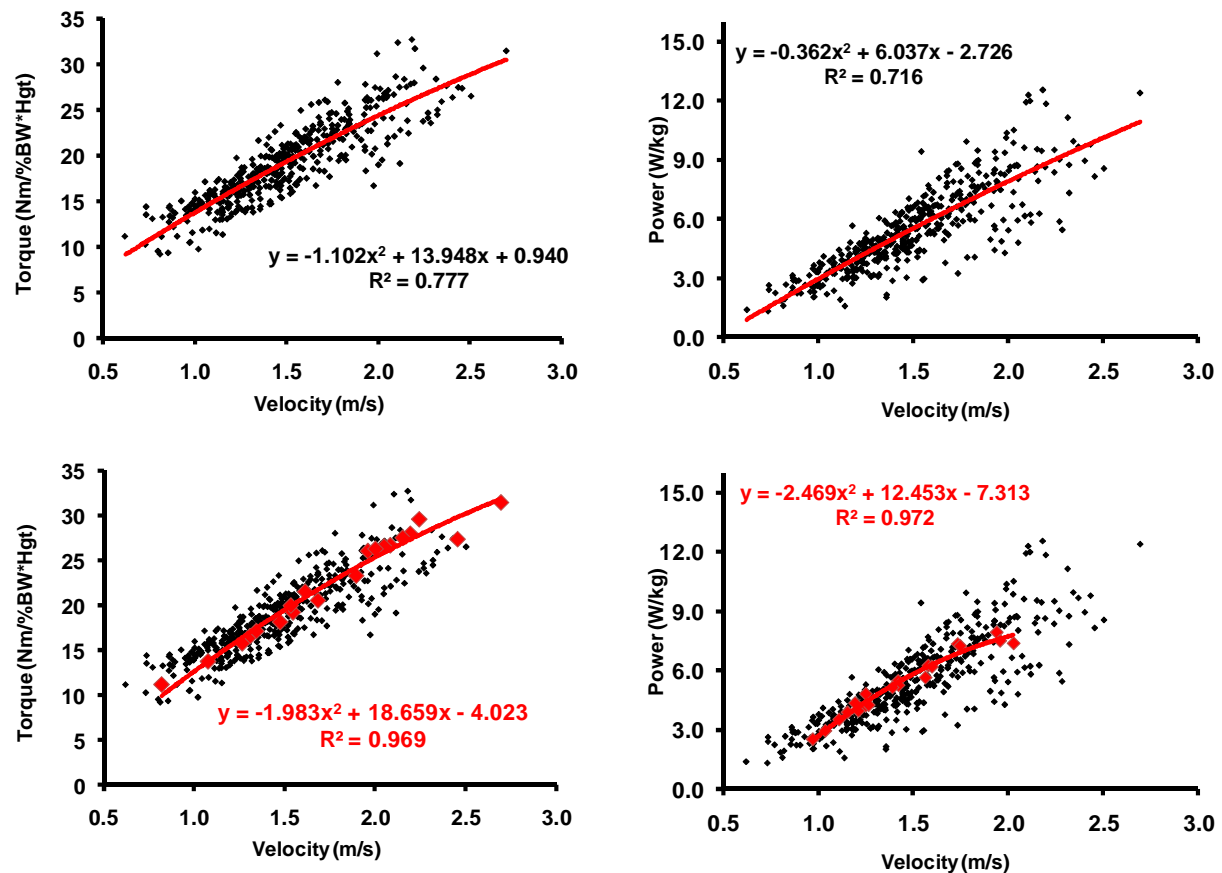 35
30
25
20
15
10
5
0
Torque (Nm/%BW*Hgt)
y = -1.102x² + 13.948x + 0.940
R² = 0.777
0.5 1.0 1.5 2.0 2.5 3.0
Velocity (m/s)
15.0
12.0
9.0
6.0
3.0
0.0
Power (W/kg)
y = -0.362x² + 6.037x - 2.726
R² = 0.716
0.5 1.0 1.5 2.0 2.5 3.0
Velocity (m/s)
35
30
25
20
15
10
5
0
Torque (Nm/%BW*Hgt)
y = -1.983x² + 18.659x - 4.023
R² = 0.969
0.5 1.0 1.5 2.0 2.5 3.0
Velocity (m/s)
15.0
12.0
9.0
6.0
3.0
0.0
Power (W/kg)
y = -2.469x² + 12.453x - 7.313
R² = 0.972
0.5 1.0 1.5 2.0 2.5 3.0
Velocity (m/s)